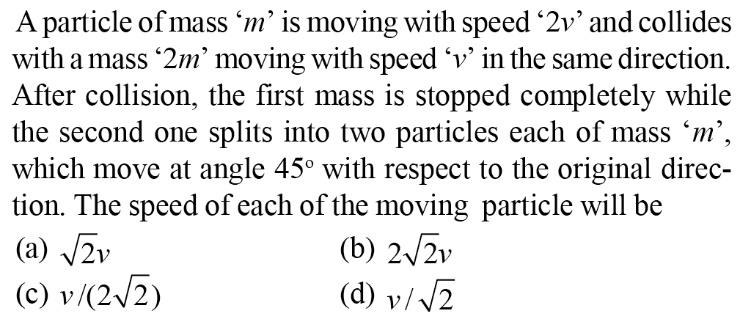 A particle of mass ‘m’ is moving with speed ‘2v’ and collides
with a mass ‘2m’ moving with speed ‘v’ in the same direction.
After collision, the first mass is stopped completely while
the second one splits into two particles each of mass ‘m’,
which move at angle 45° with respect to the original direc-
tion. The speed of each of the moving particle will be
(a) √2v (b) 2√2v
(c) v/(2√2) (d) v/√2